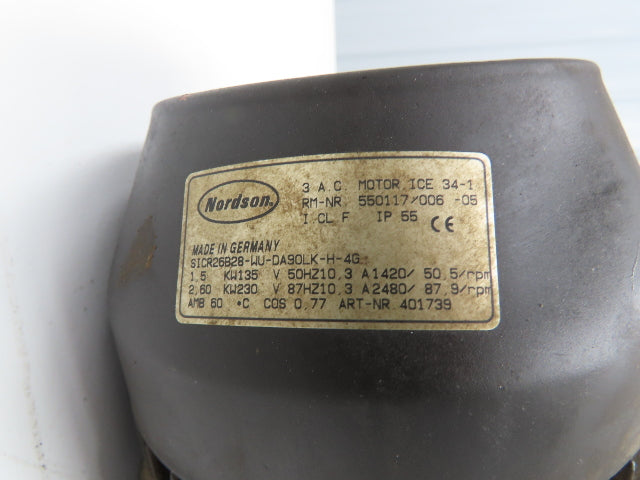 Nordson®
3 A.C. MOTOR ICE 34-1
RM-NR. 550117/006 -05
I.CL.F IP 55 CE
MADE IN GERMANY
SICR26B28-WU-DA90LK-H-4G
1,5 KW135 V 50HZ10,3 A1420/ 50,5/rpm
2,60 KW230 V 87HZ10,3 A2480/ 87,9/rpm
AMB 60 °C COS 0,77 ART-NR.401739